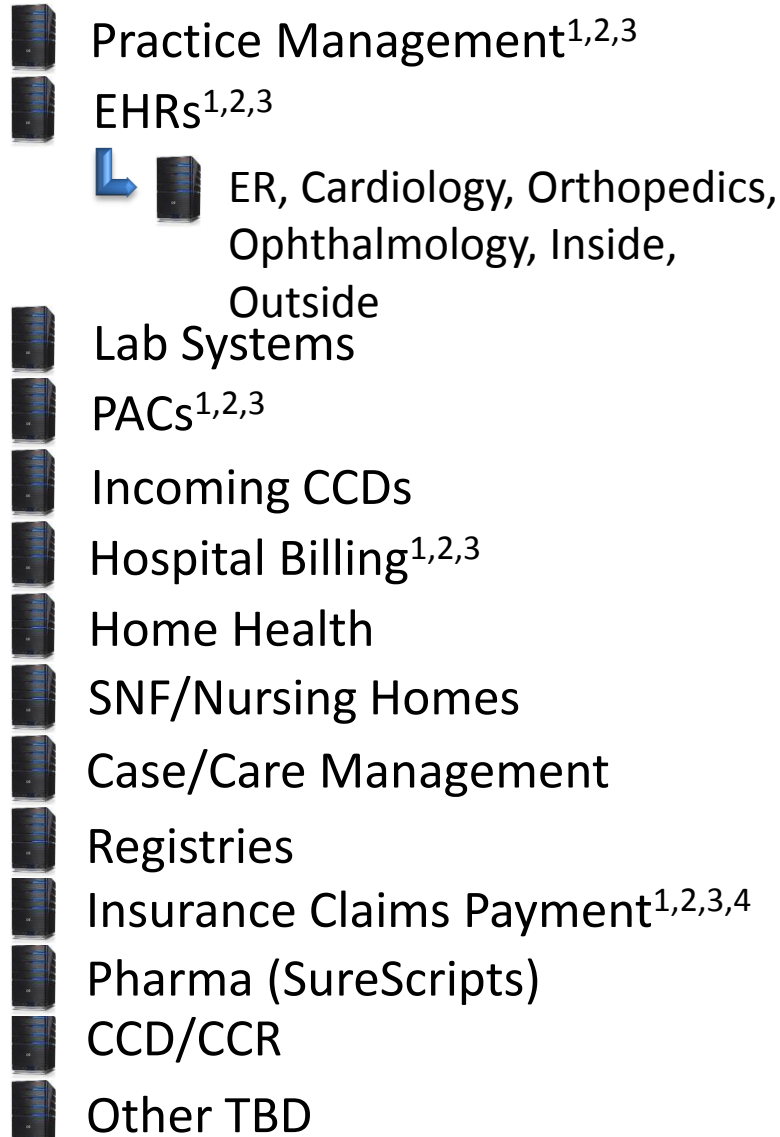 Practice Management1,2,3
EHRs1,2,3
ER, Cardiology, Orthopedics,
Ophthalmology, Inside,
Outside
Lab Systems
PACs1,2,3
Incoming CCDs
Hospital Billing1,2,3
Home Health
SNF/Nursing Homes
Case/Care Management
Registries
Insurance Claims Payment1,2,3,4
Pharma (SureScripts)
CCD/CCR
Other TBD